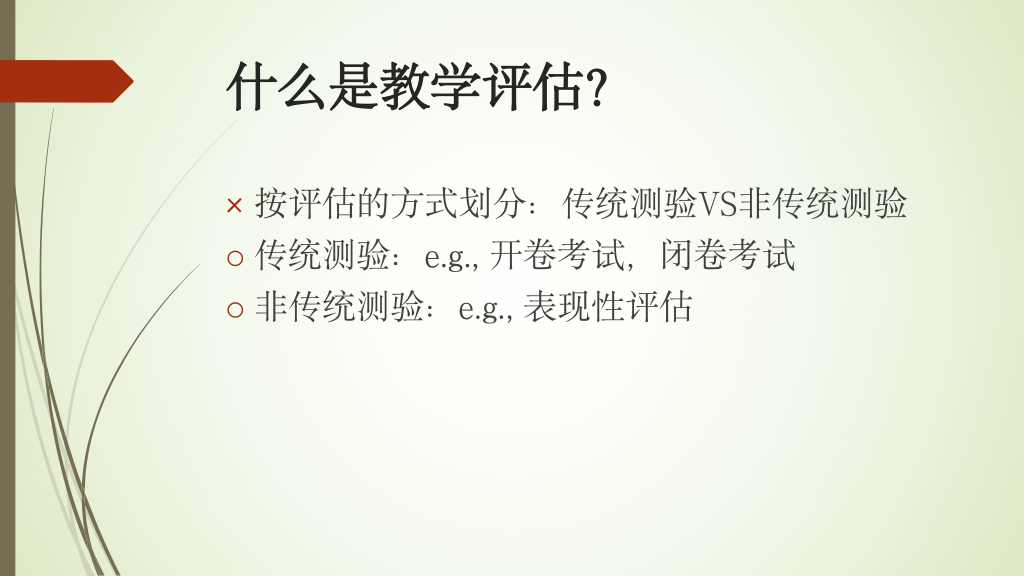 什么是教学评估?
× 按评估的方式划分：传统测验VS非传统测验
○ 传统测验：e.g., 开卷考试，闭卷考试
○ 非传统测验：e.g., 表现性评估